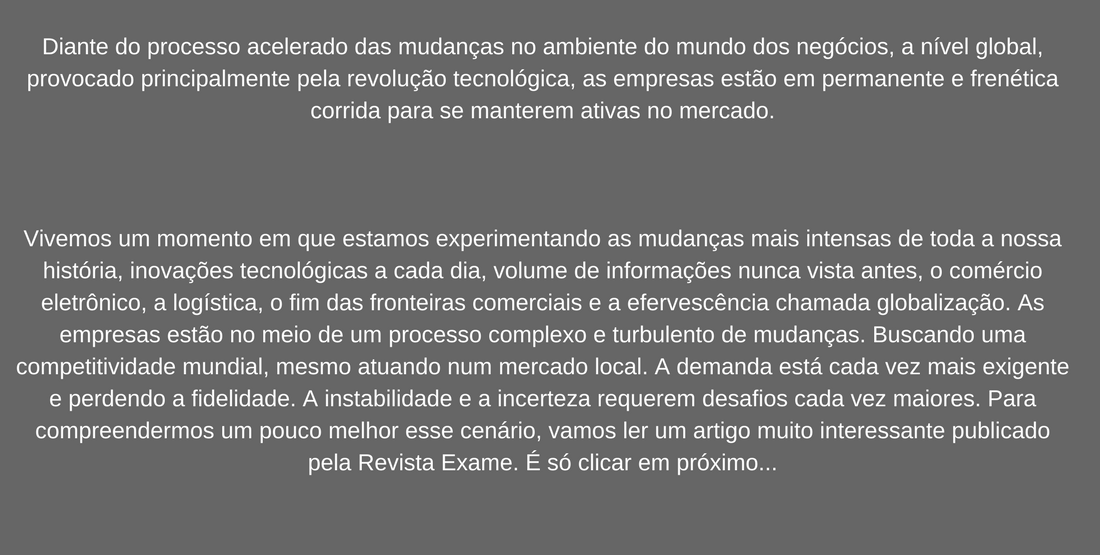 Diante do processo acelerado das mudanças no ambiente do mundo dos negócios, a nível global,
provocado principalmente pela revolução tecnológica, as empresas estão em permanente e frenética
corrida para se manterem ativas no mercado.
Vivemos um momento em que estamos experimentando as mudanças mais intensas de toda a nossa
história, inovações tecnológicas a cada dia, volume de informações nunca vista antes, o comércio
eletrônico, a logística, o fim das fronteiras comerciais e a efervescência chamada globalização. As
empresas estão no meio de um processo complexo e turbulento de mudanças. Buscando uma
competitividade mundial, mesmo atuando num mercado local. A demanda está cada vez mais exigente
e perdendo a fidelidade. A instabilidade e a incerteza requerem desafios cada vez maiores. Para
compreendermos um pouco melhor esse cenário, vamos ler um artigo muito interessante publicado
pela Revista Exame. É só clicar em próximo...